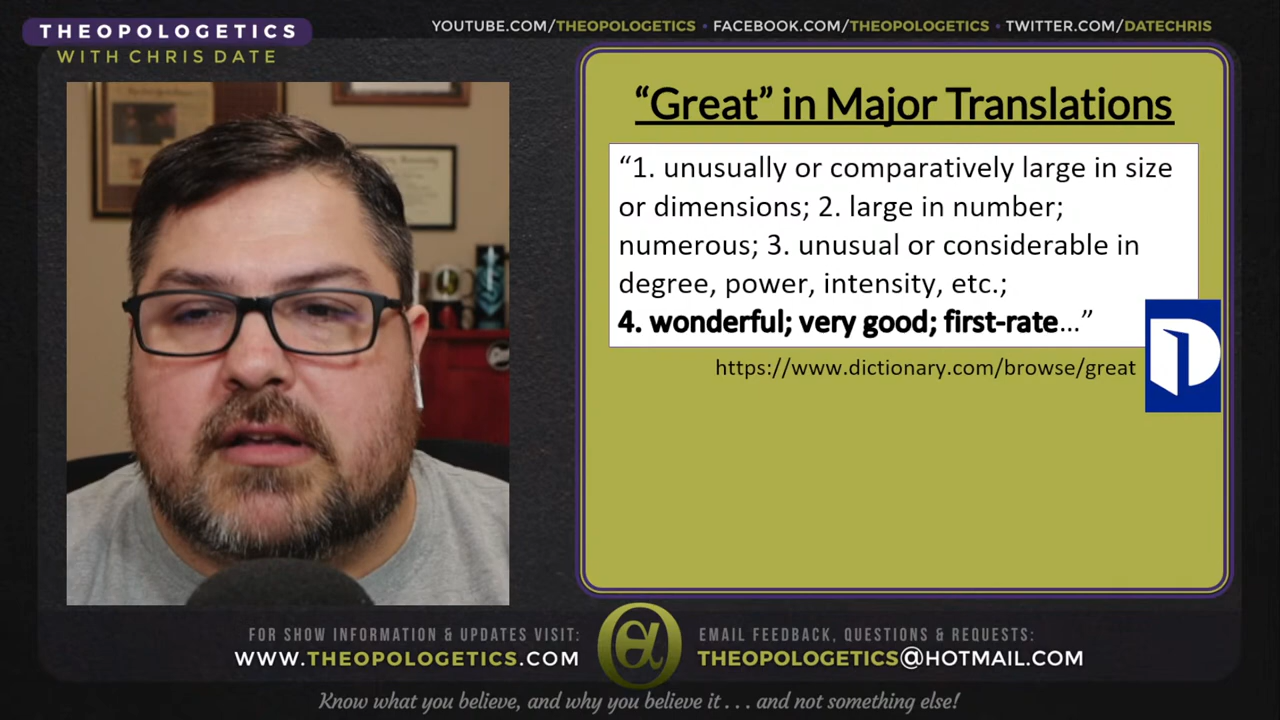 THEOPOLOGETICS
WITH CHRIS DATE
YOUTUBE.COM/THEOPOLOGETICS • FACEBOOK.COM/THEOPOLOGETICS • TWITTER.COM/DATECHRIS
“Great” in Major Translations
“1. unusually or comparatively large in size
or dimensions; 2. large in number;
numerous; 3. unusual or considerable in
degree, power, intensity, etc.;
4. wonderful; very good; first-rate…”
https://www.dictionary.com/browse/great
FOR SHOW INFORMATION & UPDATES VISIT:
WWW.THEOPOLOGETICS.COM
EMAIL FEEDBACK, QUESTIONS & REQUESTS:
THEOPOLOGETICS@HOTMAIL.COM
Know what you believe, and why you believe it . . . and not something else!